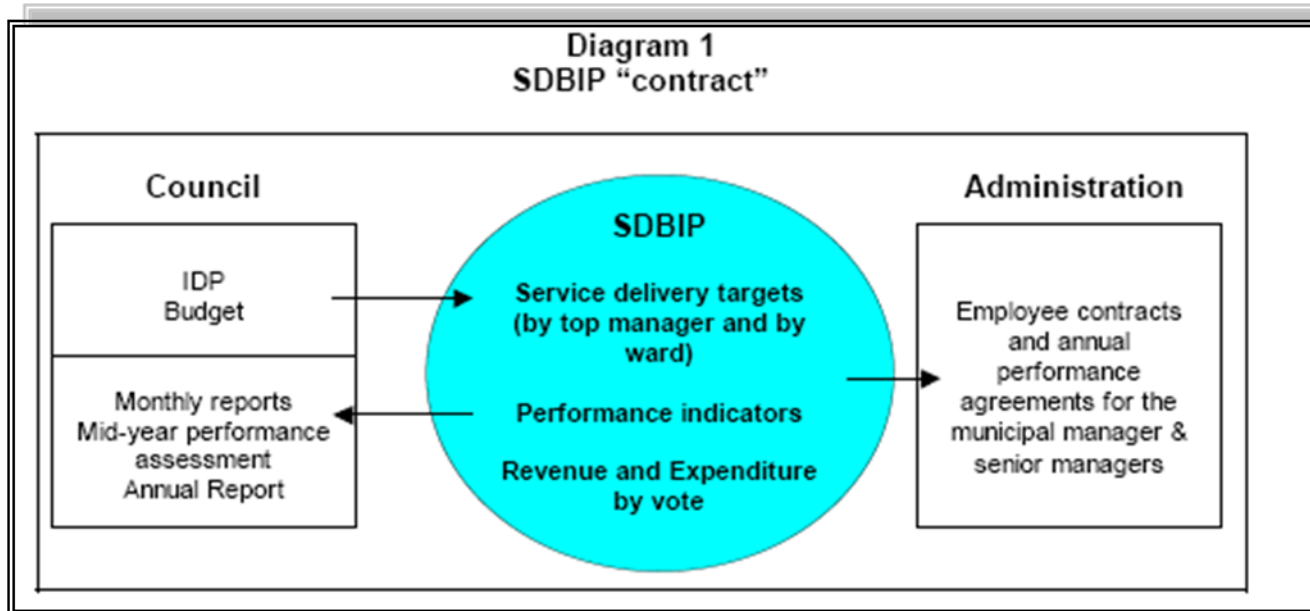 Diagram 1
SDBIP “contract”
Council
IDP
Budget
Monthly reports
Mid-year performance
assessment
Annual Report
SDBIP
Service delivery targets
(by top manager and by
ward)
Performance indicators
Revenue and Expenditure
by vote
Administration
Employee contracts
and annual
performance
agreements for the
municipal manager &
senior managers